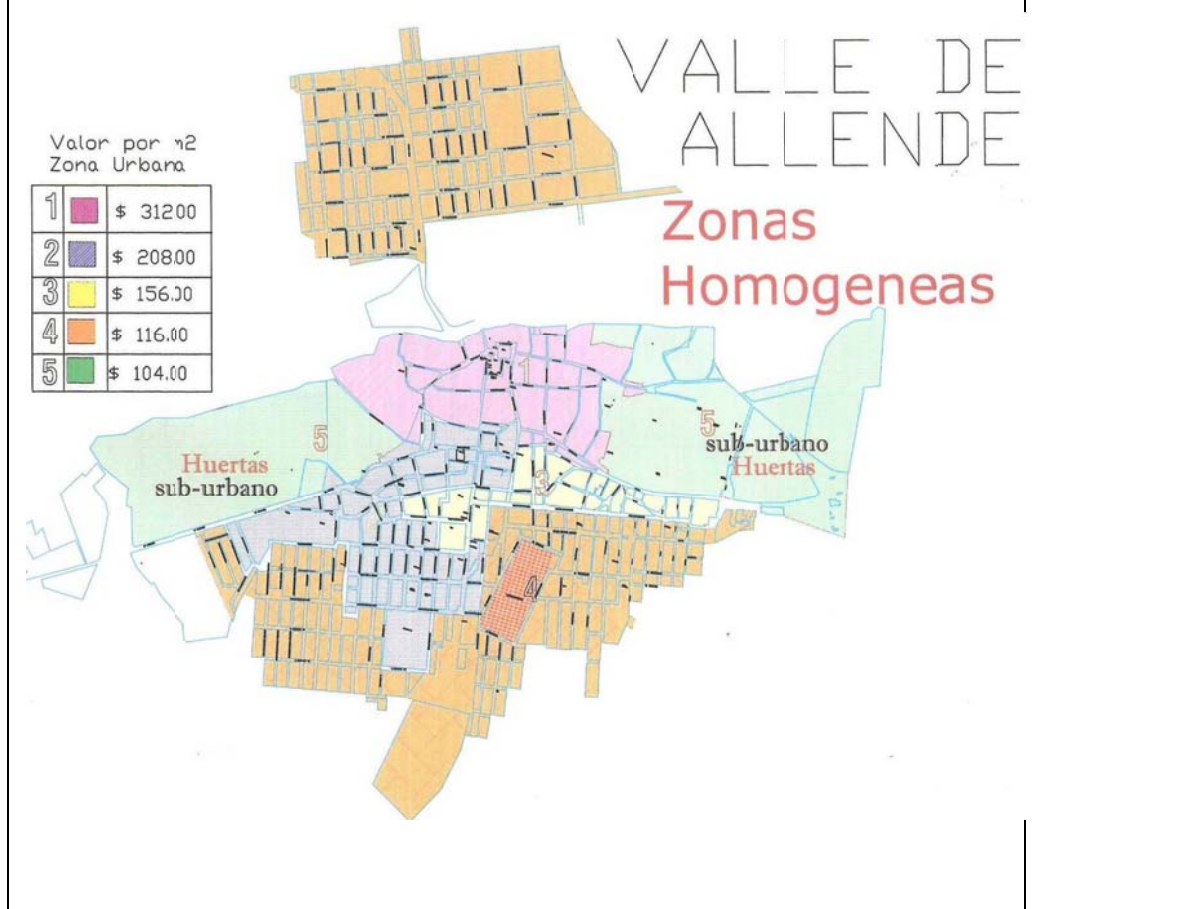 VALLE DE
ALLENDE
Zonas
Homogeneas
Valor por m2
Zona Urbana
1 $ 312.00
2 $ 208.00
3 $ 156.00
4 $ 116.00
5 $ 104.00
1
5
5
sub-urbano
Huertas
Huertas
sub-urbano
3
4